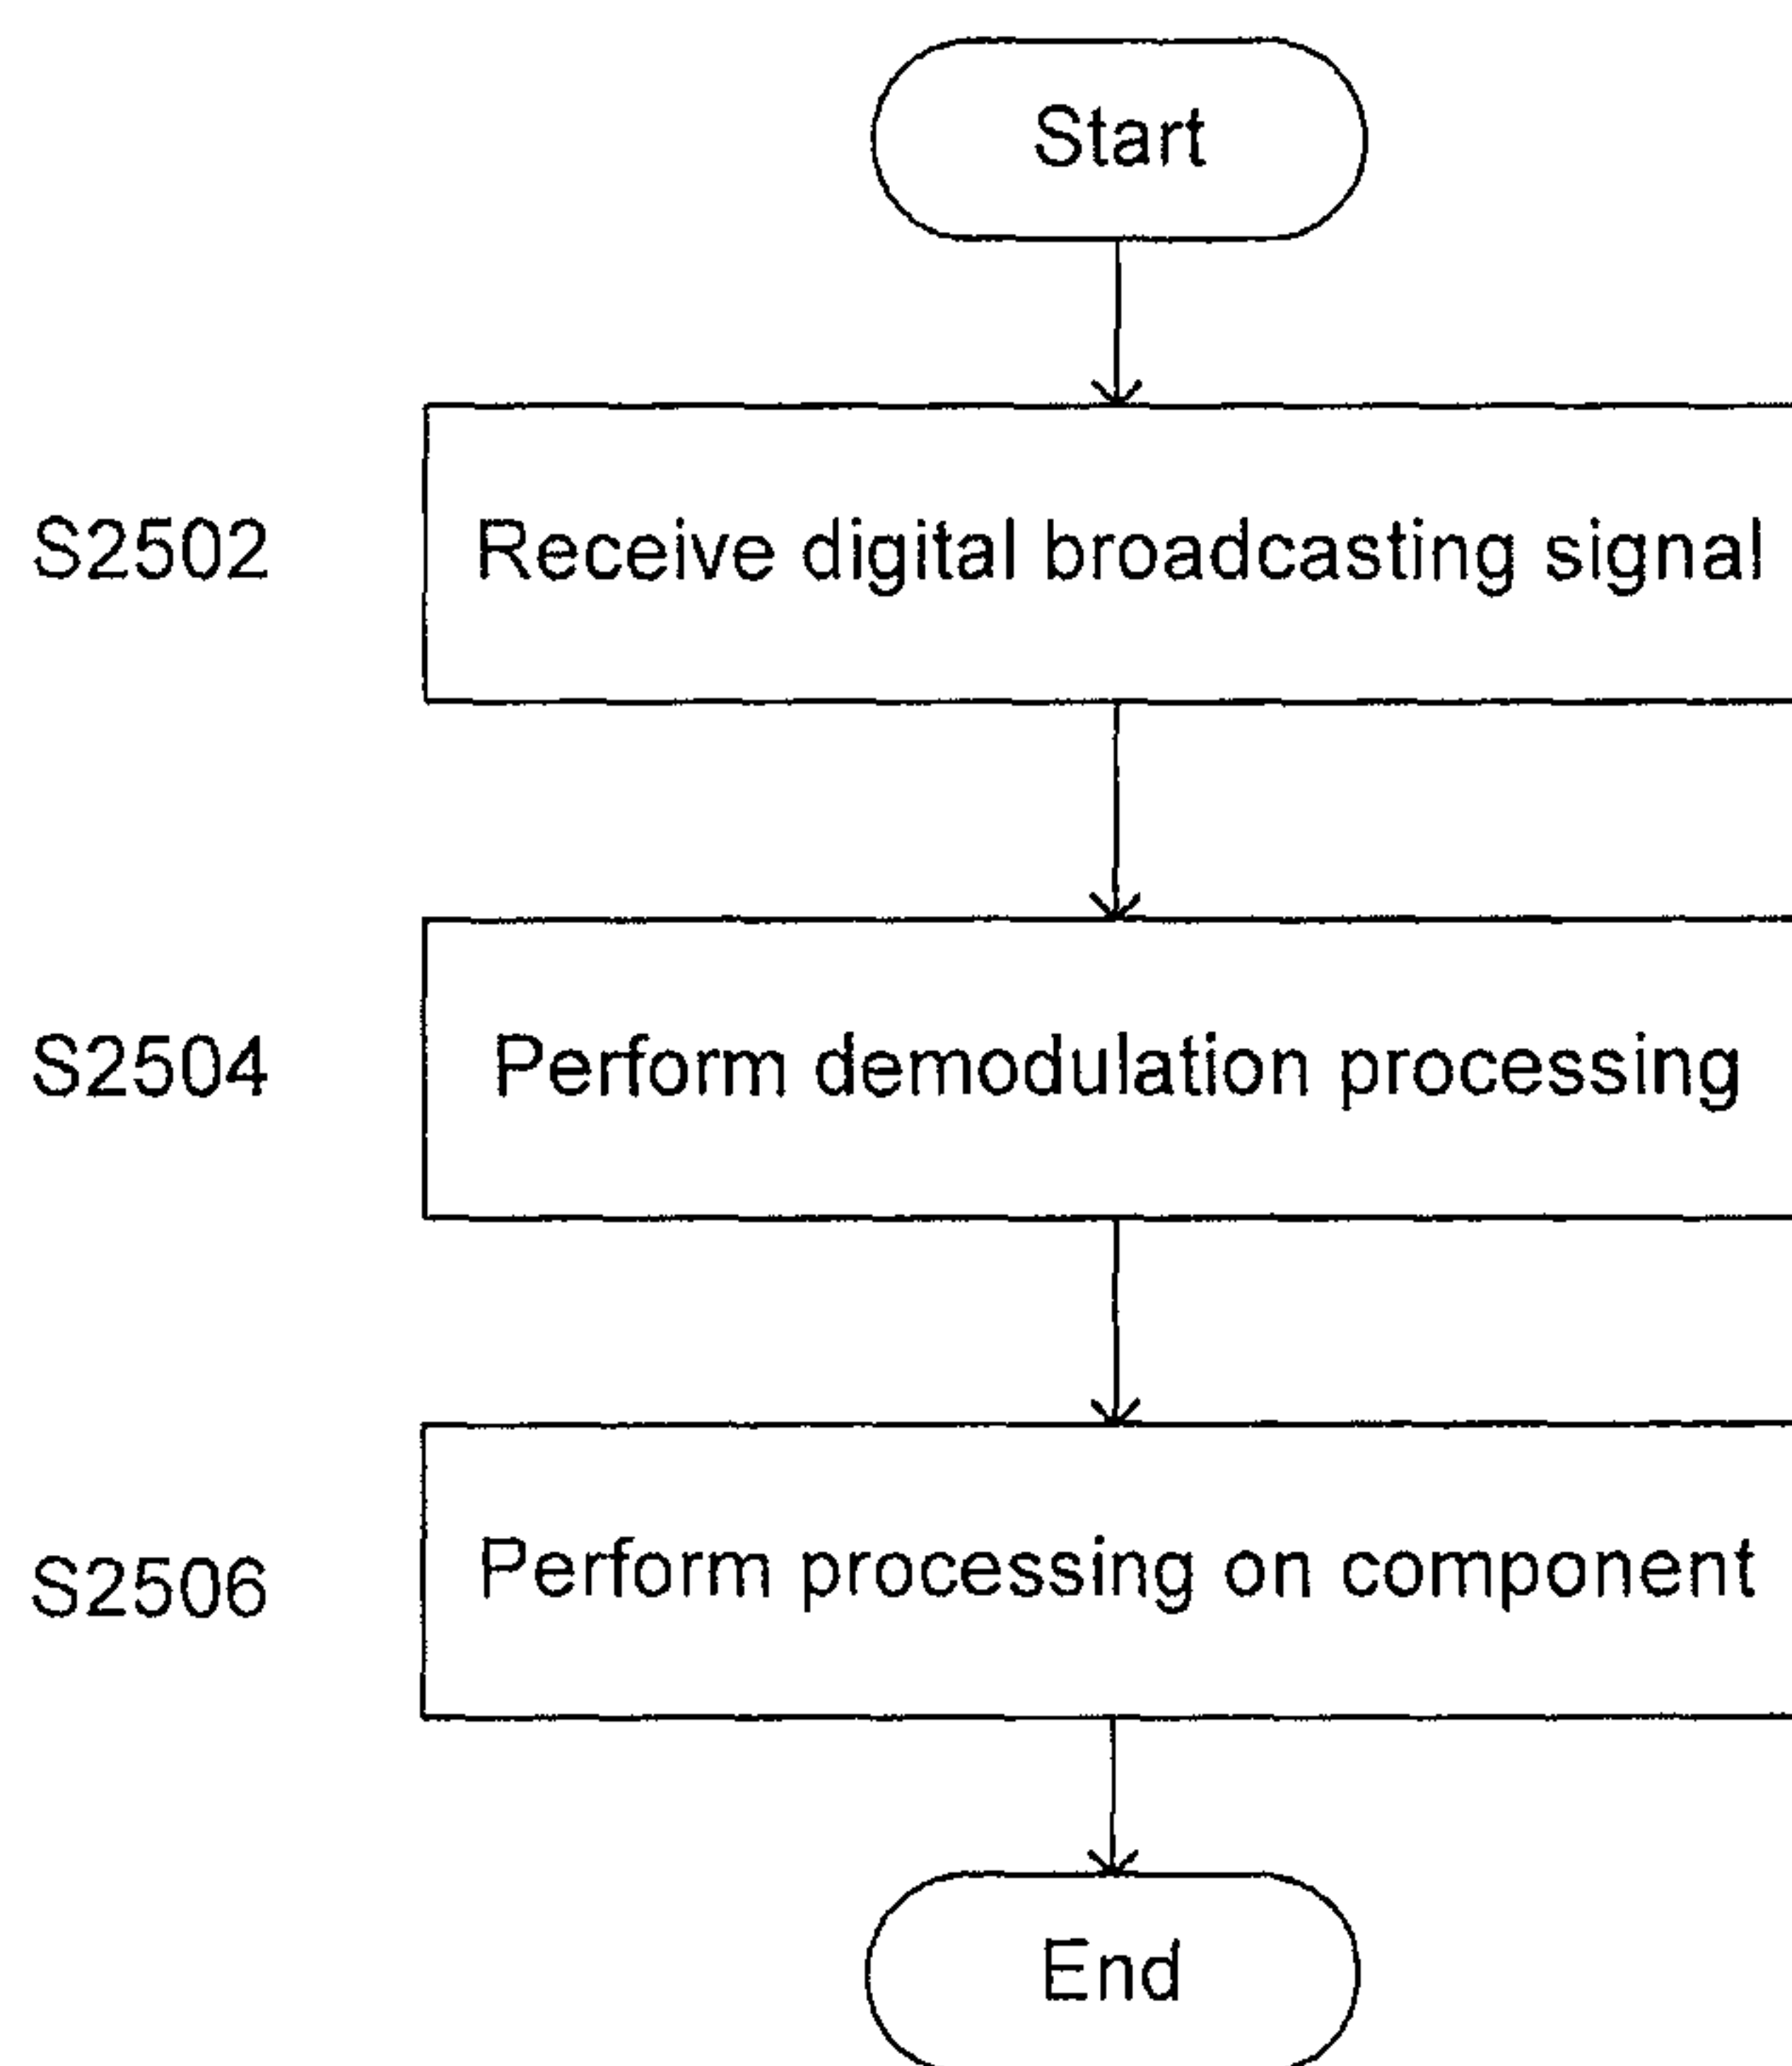 Start
S2502 Receive digital broadcasting signal
S2504 Perform demodulation processing
S2506 Perform processing on component
End